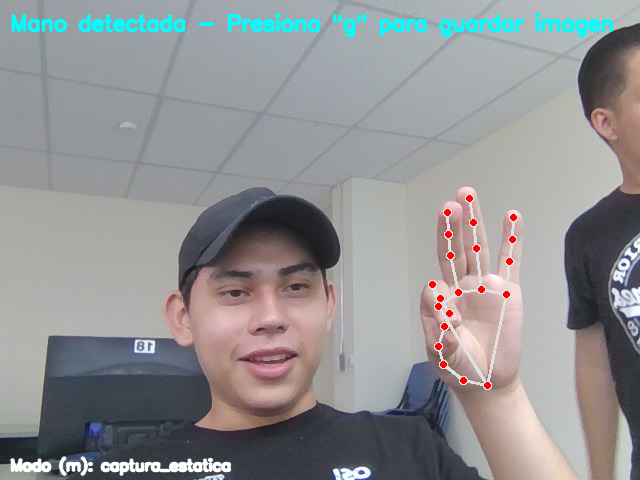 Mano detectada - Presiona "g" para guardar imagen
18
Modo (m): captura_estatica